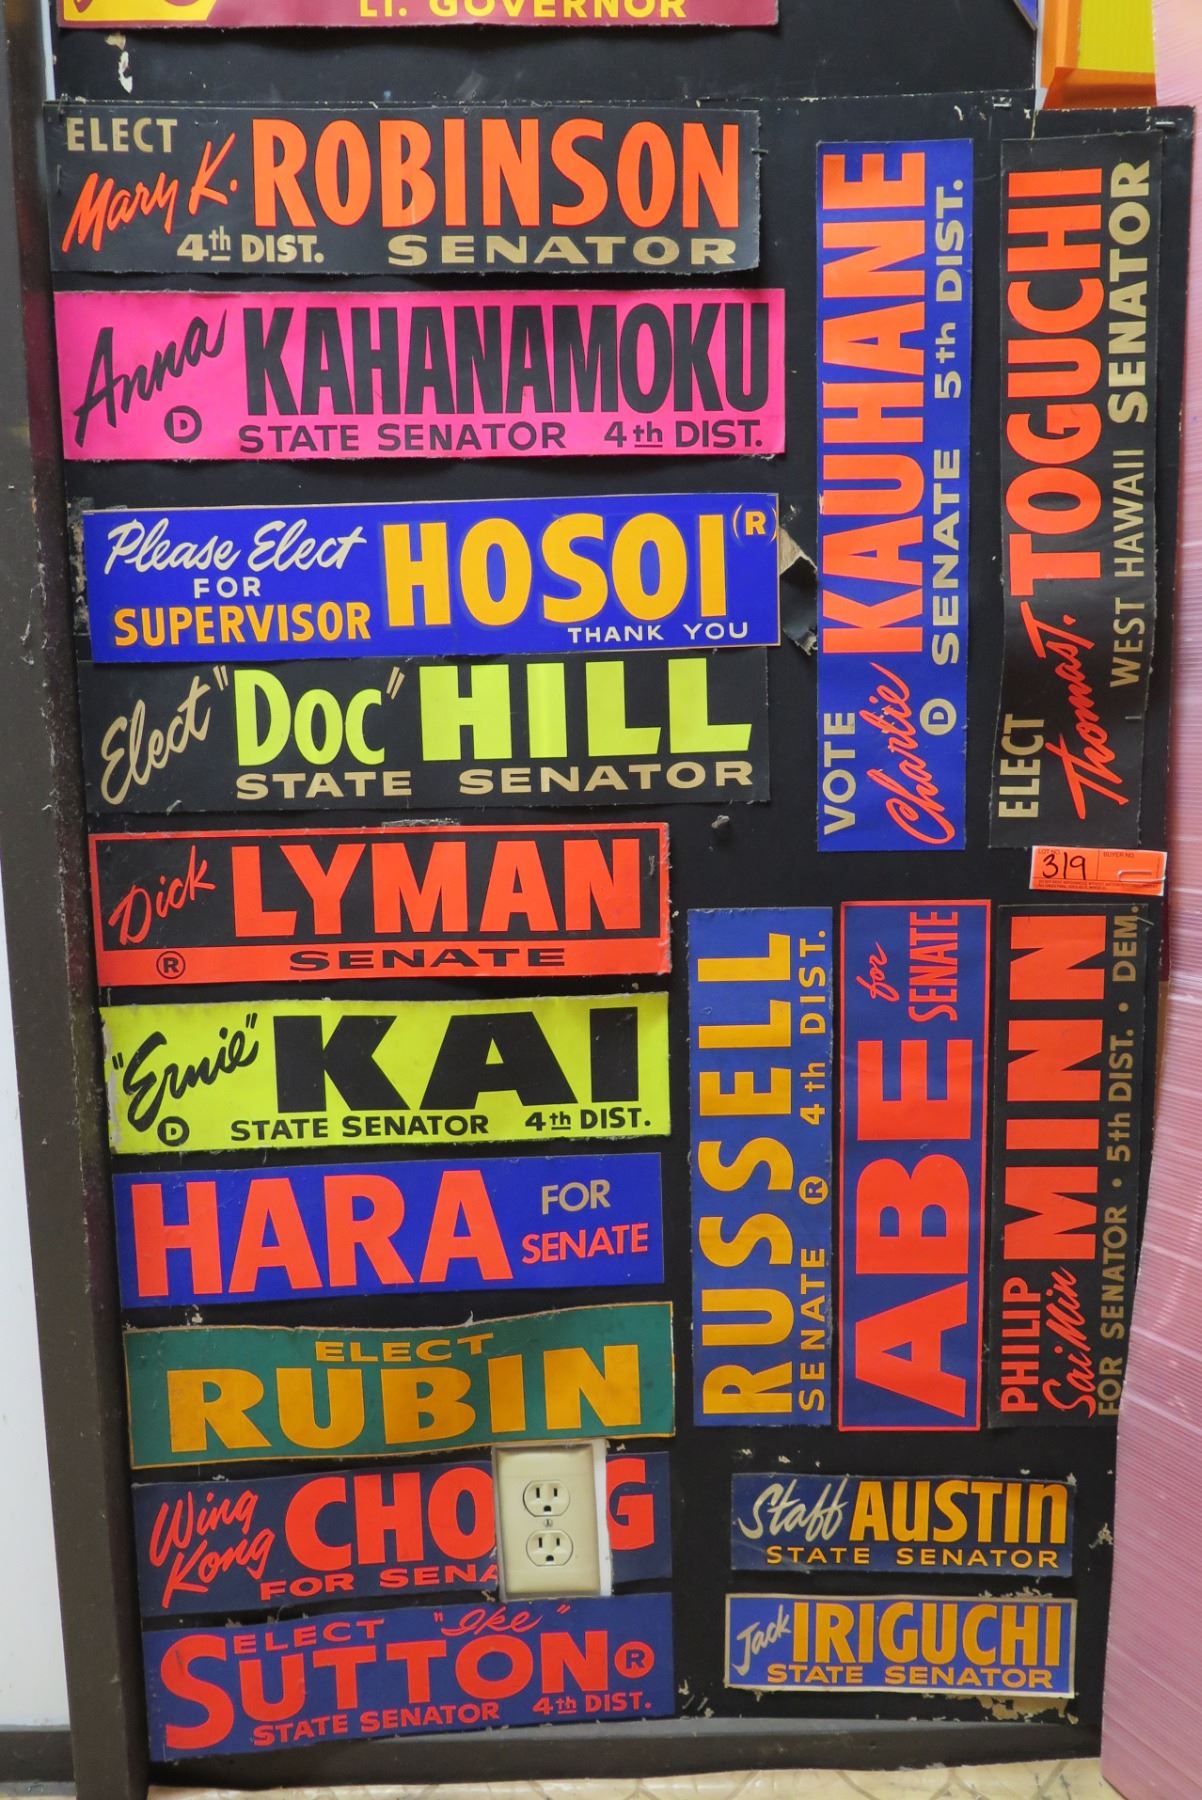 LT. GOVERNOR
ELECT
Mary K. ROBINSON
4th DIST. SENATOR
Anna KAHANAMOKU
D STATE SENATOR 4th DIST.
Please Elect
FOR
SUPERVISOR HOSOI (R)
THANK YOU
Elect "Doc" HILL
STATE SENATOR
Dick LYMAN
R SENATE
"Ernie" KAI
D STATE SENATOR 4th DIST.
HARA FOR
SENATE
ELECT
RUBIN
Wing
Kong CHO G
FOR SENA
ELECT "Ike"
SUTTON R
STATE SENATOR 4th DIST.
VOTE Charlie KAUHANE
D SENATE 5th DIST.
ELECT Thomas T. TOGUCHI
WEST HAWAII SENATOR
LOT NO. 319 BUYER NO.
RUSSELL
SENATE R 4th DIST.
ABE for
SENATE
PHILIP
SaiMin MINN
FOR SENATOR • 5th DIST. • DEM.
Staff AUSTIN
STATE SENATOR
Jack IRIGUCHI
STATE SENATOR